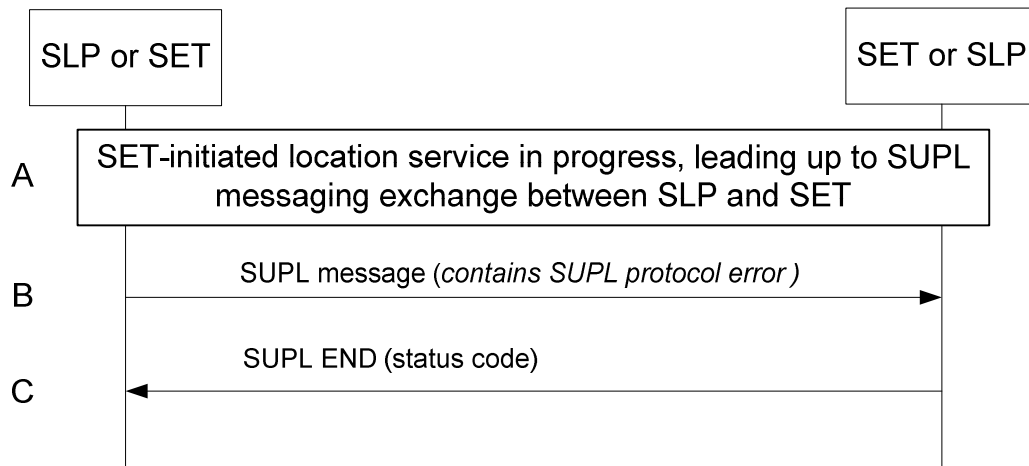 SLP or SET
SET or SLP
A
SET-initiated location service in progress, leading up to SUPL
messaging exchange between SLP and SET
B
SUPL message (contains SUPL protocol error )
C
SUPL END (status code)